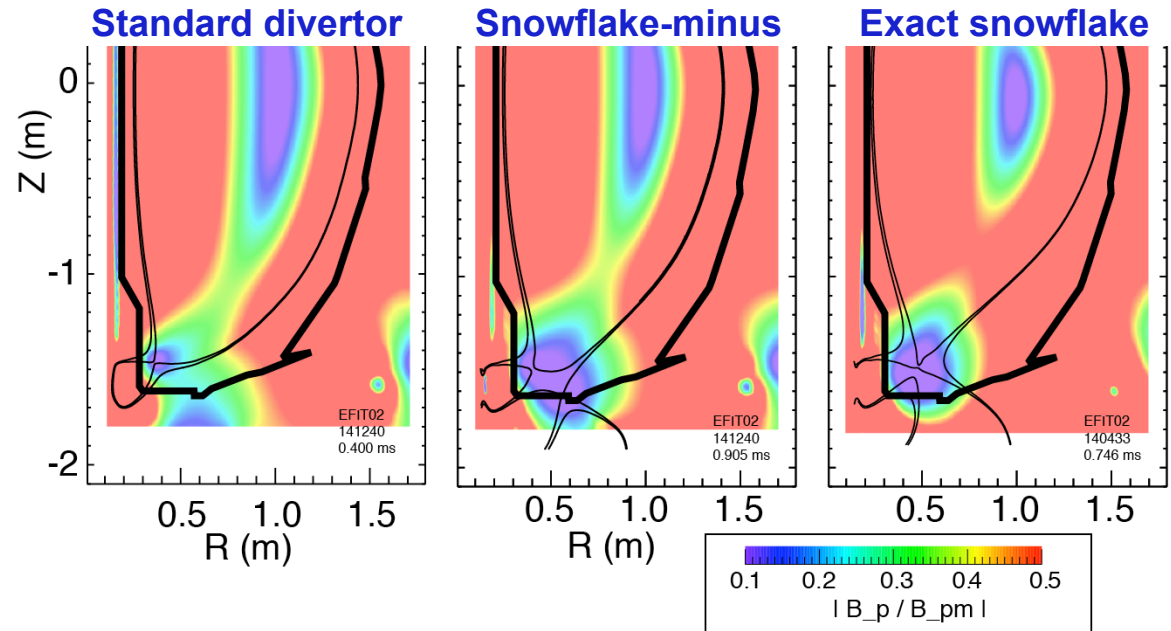 Standard divertor
Snowflake-minus
Exact snowflake
Z (m)
0
-1
-2
EFIT02
141240
0.400 ms
EFIT02
141240
0.905 ms
EFIT02
140433
0.746 ms
0.5 1.0 1.5
0.5 1.0 1.5
0.5 1.0 1.5
R (m)
R (m)
0.1 0.2 0.3 0.4 0.5
| B_p / B_pm |